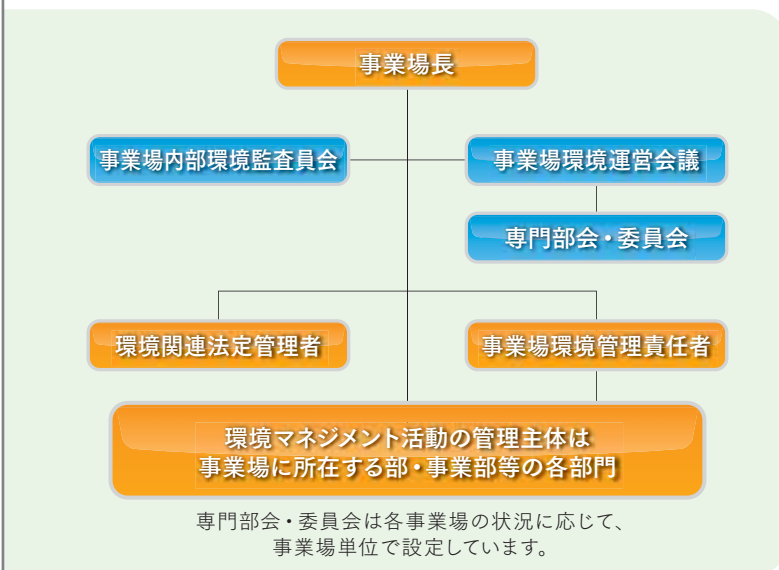 事業場長
事業場内部環境監査員会
事業場環境運営会議
専門部会・委員会
環境関連法定管理者
事業場環境管理責任者
環境マネジメント活動の管理主体は
事業場に所在する部・事業部等の各部門
専門部会・委員会は各事業場の状況に応じて、
事業場単位で設定しています。